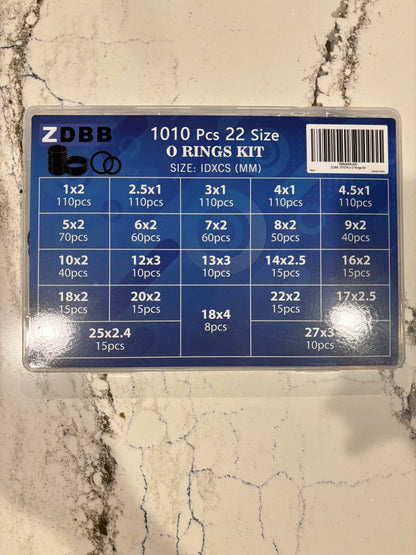 ZDBB
1010 Pcs 22 Size
O RINGS KIT
SIZE: IDXCS (MM)
1x2 2.5x1 3x1 4x1 4.5x1
110pcs 110pcs 110pcs 110pcs 110pcs
5x2 6x2 7x2 8x2 9x2
70pcs 60pcs 60pcs 50pcs 40pcs
10x2 12x3 13x3 14x2.5 16x2
40pcs 10pcs 10pcs 15pcs 15pcs
18x2 20x2 18x4 22x2 17x2.5
15pcs 15pcs 8pcs 15pcs 15pcs
25x2.4 27x3
15pcs 10pcs